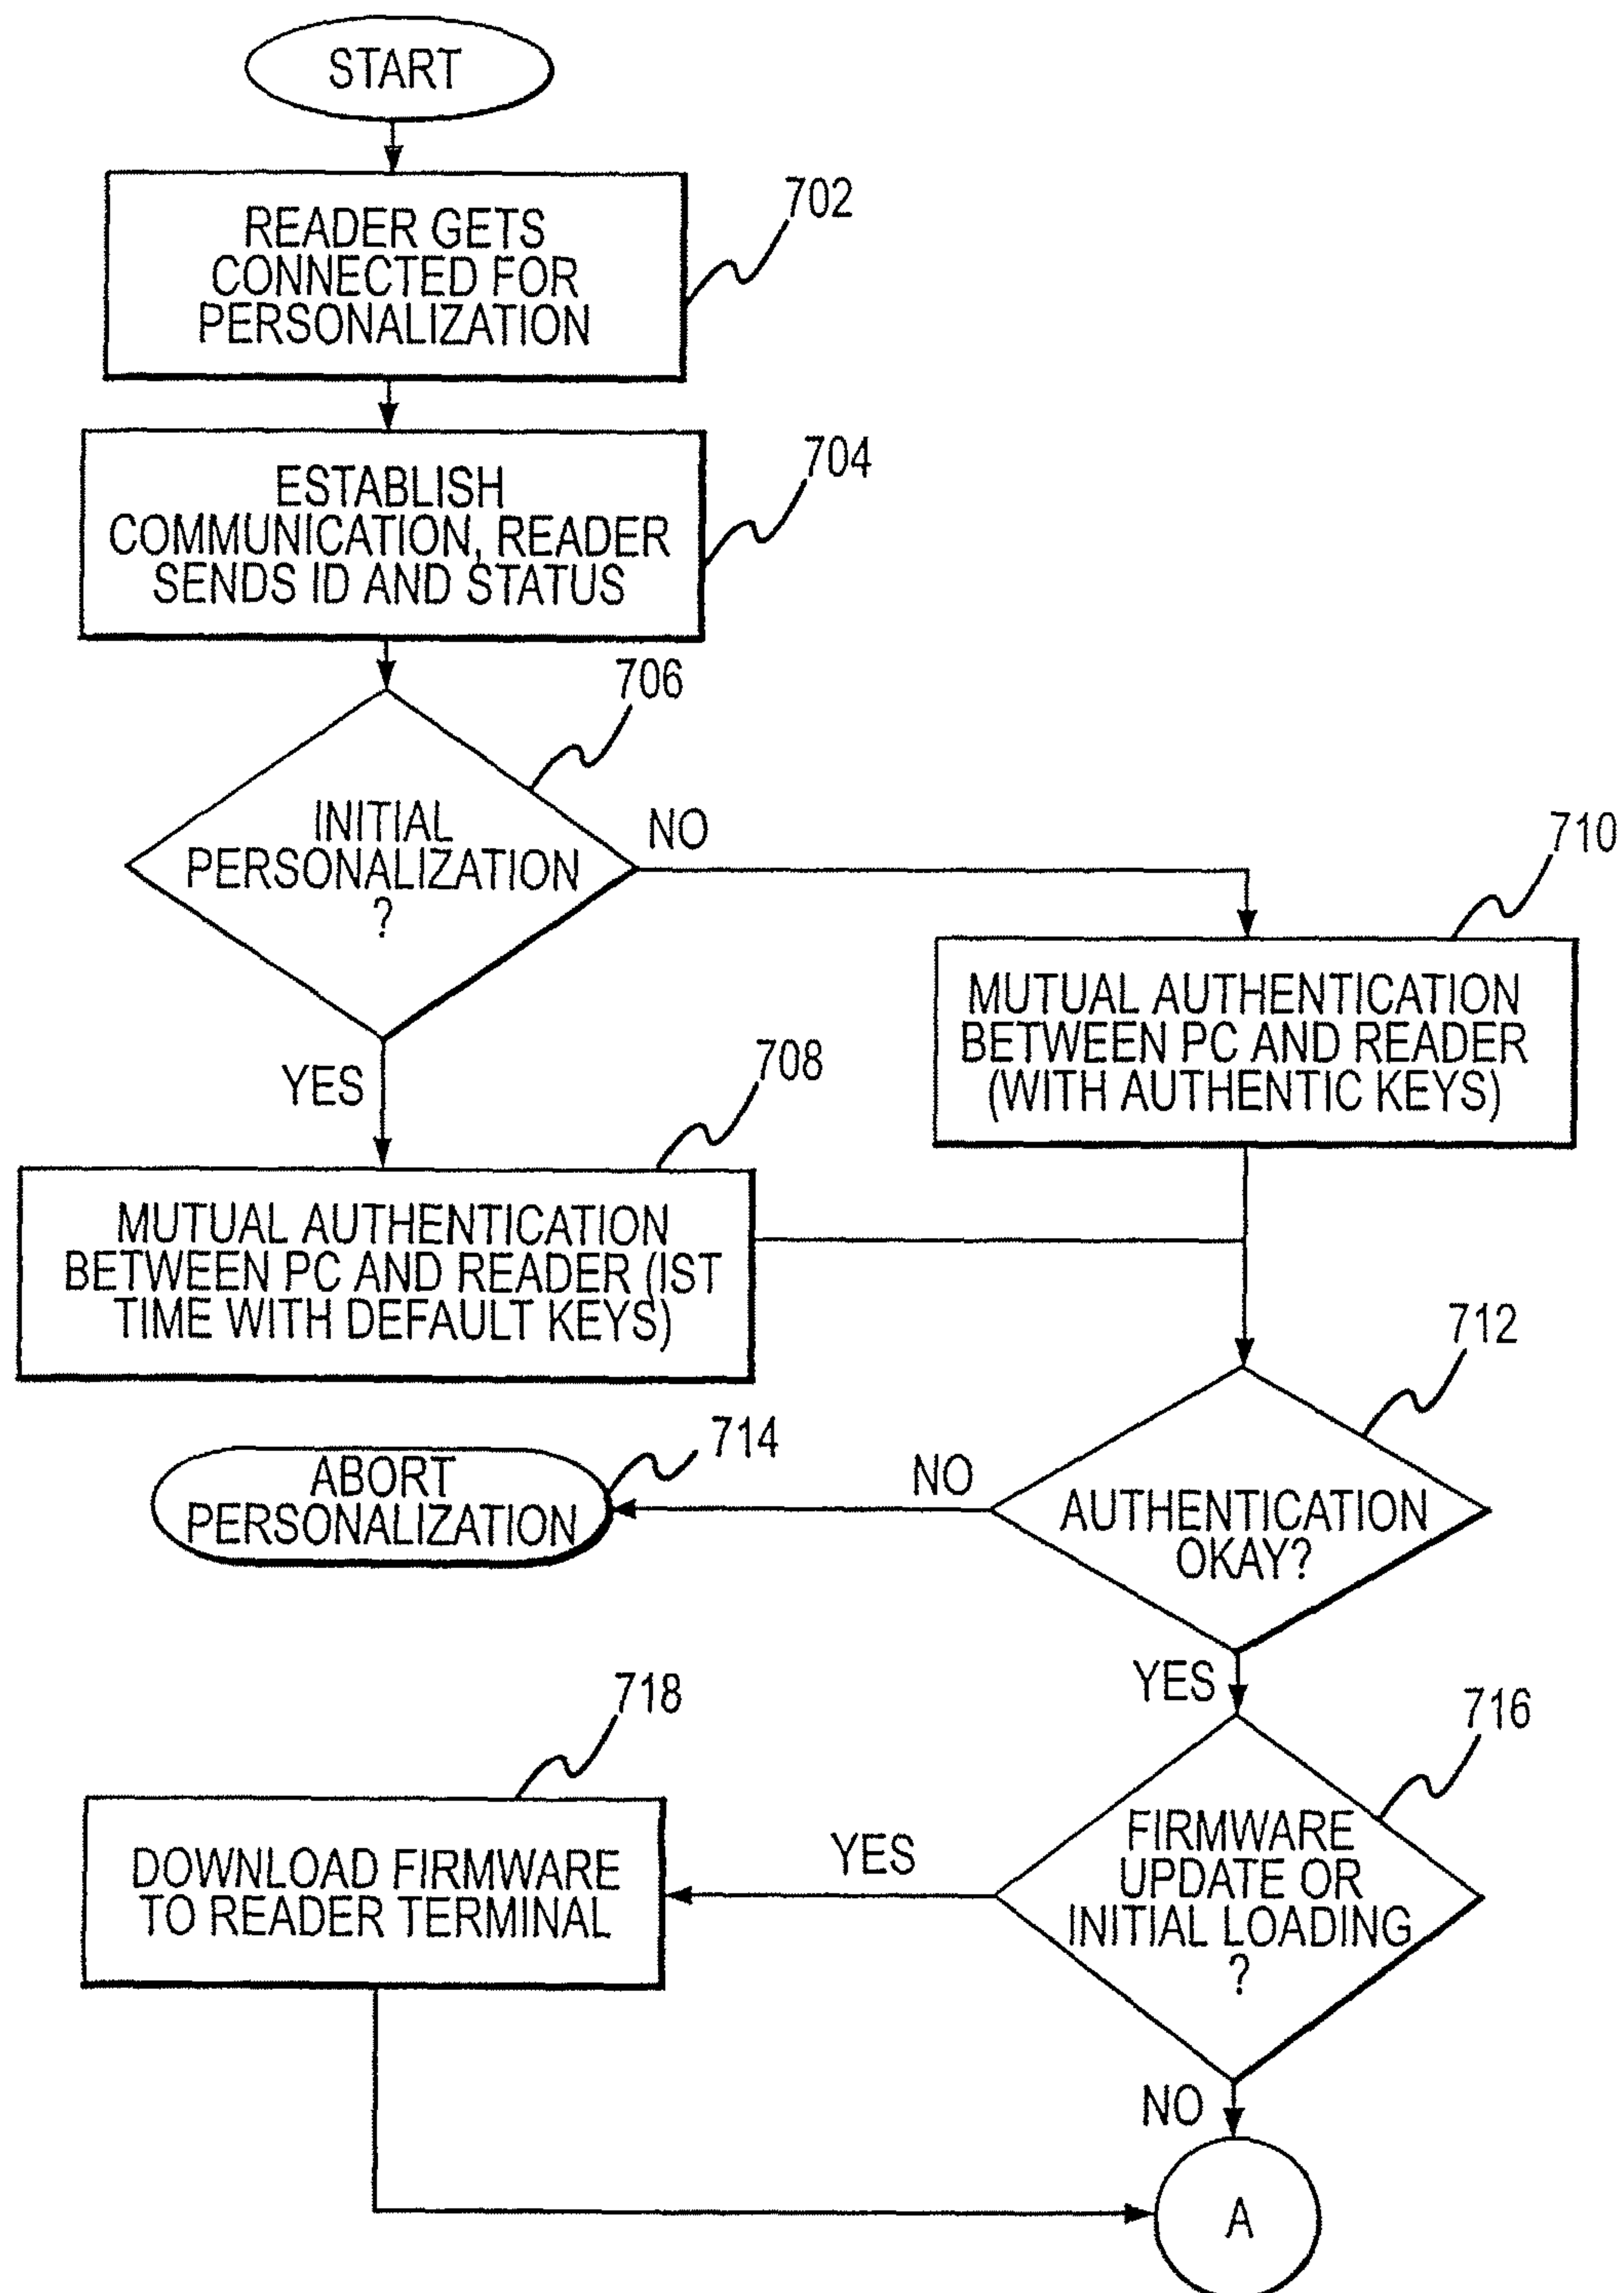 START
702
READER GETS
CONNECTED FOR
PERSONALIZATION
704
ESTABLISH
COMMUNICATION, READER
SENDS ID AND STATUS
706
INITIAL
PERSONALIZATION
?
NO
710
MUTUAL AUTHENTICATION
BETWEEN PC AND READER
(WITH AUTHENTIC KEYS)
YES
708
MUTUAL AUTHENTICATION
BETWEEN PC AND READER (IST
TIME WITH DEFAULT KEYS)
712
AUTHENTICATION
OKAY?
NO
714
ABORT
PERSONALIZATION
YES
716
FIRMWARE
UPDATE OR
INITIAL LOADING
?
YES
718
DOWNLOAD FIRMWARE
TO READER TERMINAL
NO
A